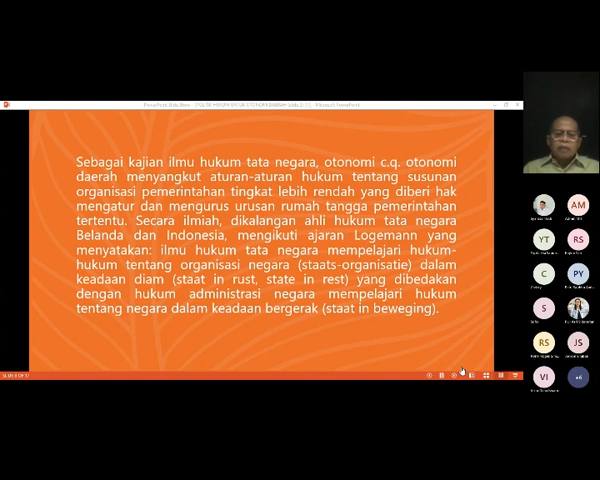 Sebagai kajian ilmu hukum tata negara, otonomi c.q. otonomi
daerah menyangkut aturan-aturan hukum tentang susunan
organisasi pemerintahan tingkat lebih rendah yang diberi hak
mengatur dan mengurus urusan rumah tangga pemerintahan
tertentu. Secara ilmiah, dikalangan ahli hukum tata negara
Belanda dan Indonesia, mengikuti ajaran Logemann yang
menyatakan: ilmu hukum tata negara mempelajari hukum-
hukum tentang organisasi negara (staats-organisatie) dalam
keadaan diam (staat in rust, state in rest) yang dibedakan
dengan hukum administrasi negara mempelajari hukum
tentang negara dalam keadaan bergerak (staat in beweging).
AM
YT
RS
C
PY
S
RS
JS
VI
+6